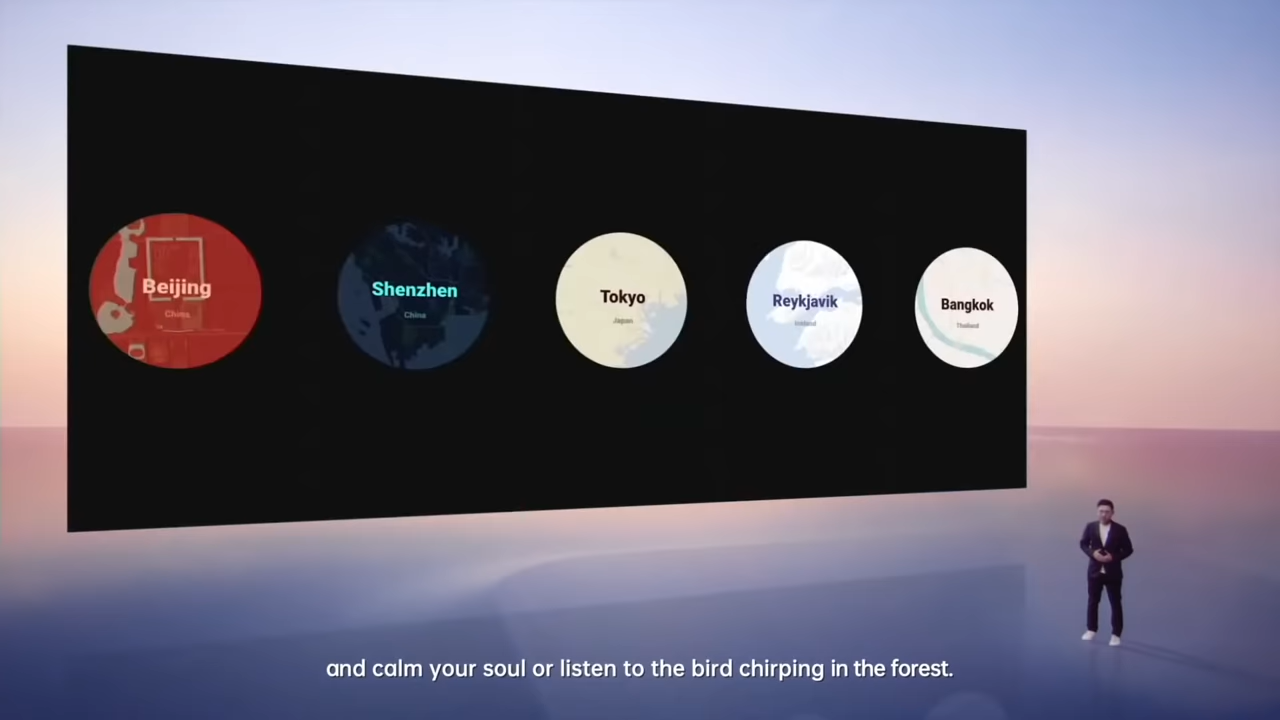 Beijing
China
Shenzhen
China
Tokyo
Japan
Reykjavik
Iceland
Bangkok
Thailand
and calm your soul or listen to the bird chirping in the forest.